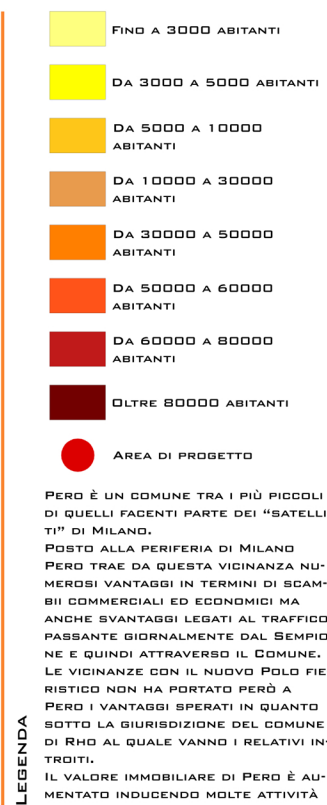 Fino a 3000 abitanti
Da 3000 a 5000 abitanti
Da 5000 a 10000
abitanti
Da 10000 a 30000
abitanti
Da 30000 a 50000
abitanti
Da 50000 a 60000
abitanti
Da 60000 a 80000
abitanti
Oltre 80000 abitanti
Area di progetto
Pero è un comune tra i più piccoli
di quelli facenti parte dei “satelli
ti” di Milano.
Posto alla periferia di Milano
Pero trae da questa vicinanza nu-
merosi vantaggi in termini di scam-
bii commerciali ed economici ma
anche svantaggi legati al traffico
passante giornalmente dal Sempio
ne e quindi attraverso il Comune.
Le vicinanze con il nuovo Polo fie
ristico non ha portato però a
Pero i vantaggi sperati in quanto
sotto la giurisdizione del comune
di Rho al quale vanno i relativi in-
troiti.
Il valore immobiliare di Pero è au-
mentato inducendo molte attività
Legenda